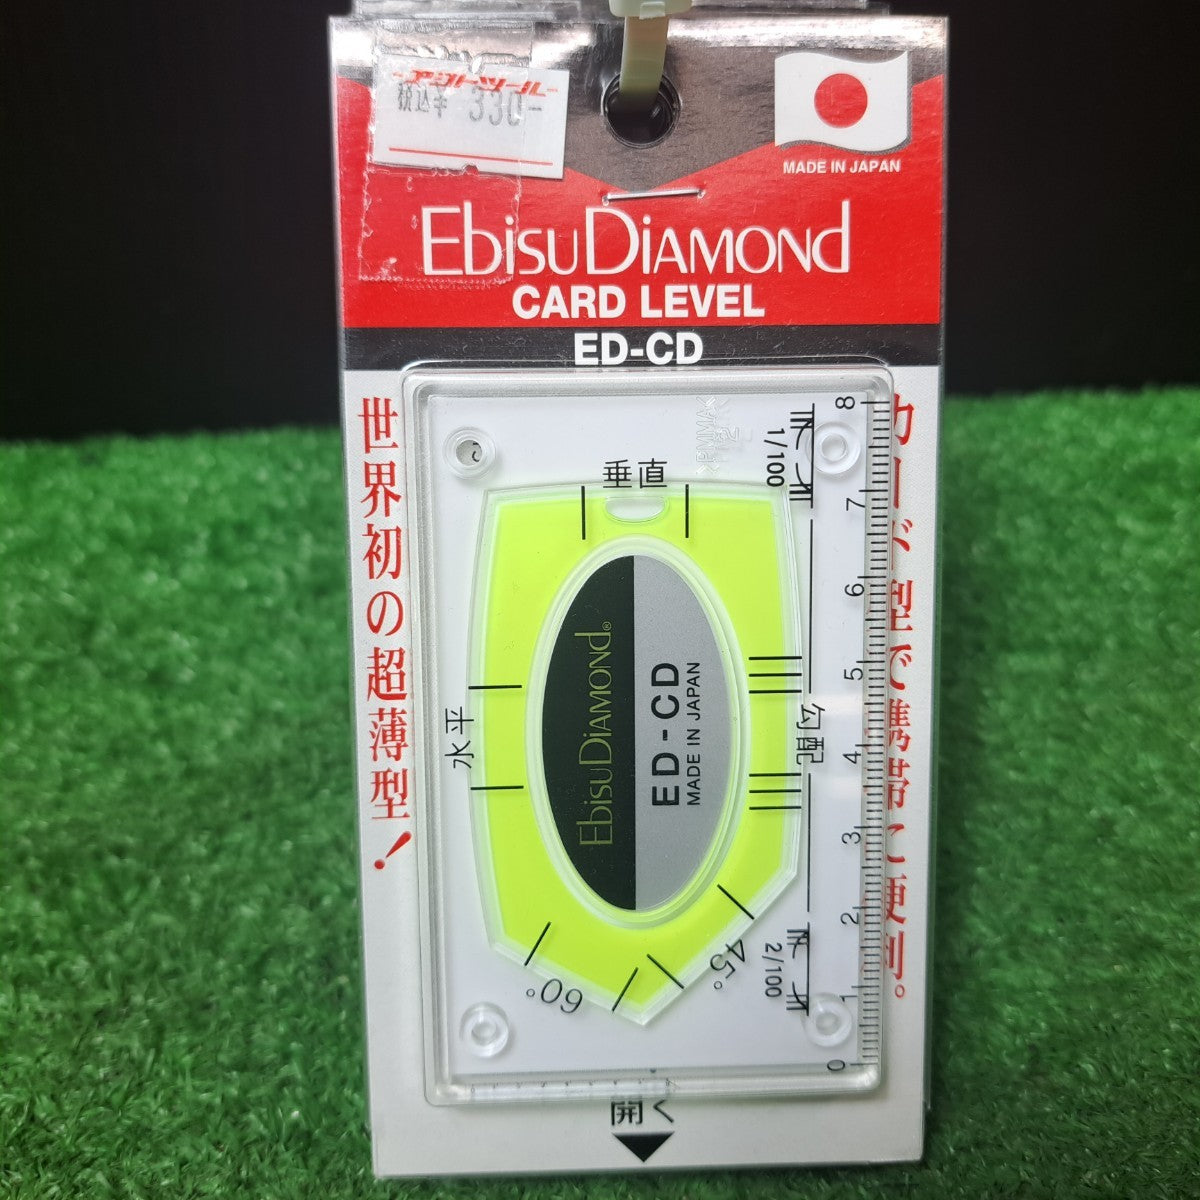 アクトツール
税込¥ 330-
MADE IN JAPAN
EbisuDiamond
CARD LEVEL
ED-CD
世界初の超薄型!
カード型で携帯に便利。
>PMMA<
垂直
水平
勾配
1/100
2/100
45°
60°
EbisuDiamond®
ED-CD
MADE IN JAPAN
8
7
6
5
4
3
2
1
0
開く